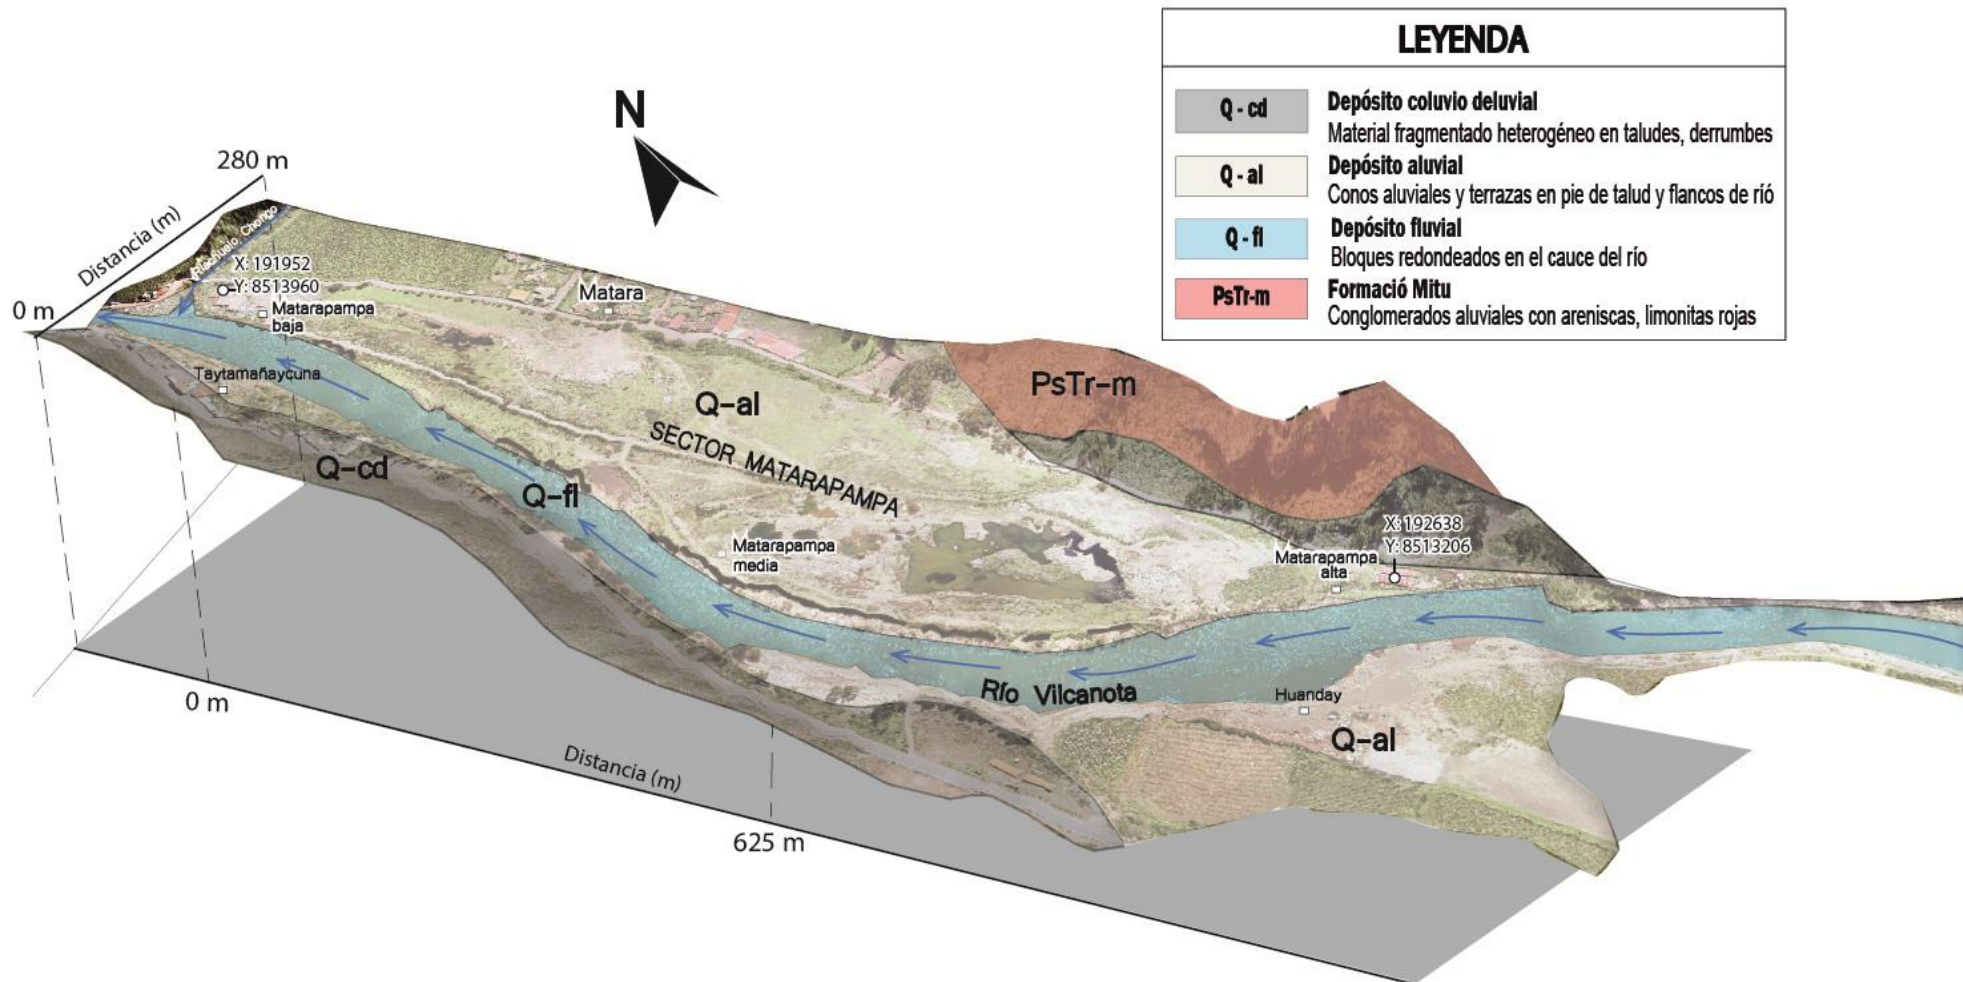 LEYENDA
Q - cd
Depósito coluvio deluvial
Material fragmentado heterogéneo en taludes, derrumbes
Q - al
Depósito aluvial
Conos aluviales y terrazas en pie de talud y flancos de ríó
Q - fl
Depósito fluvial
Bloques redondeados en el cauce del río
PsTr-m
Formació Mitu
Conglomerados aluviales con areniscas, limonitas rojas
N
280 m
Distancia (m)
0 m
Riachuelo Chongo
X: 191952
Y: 8513960
Matarapampa
baja
Matara
Taytamañaycuna
PsTr-m
Q-al
SECTOR MATARAPAMPA
Q-cd
Q-fl
Matarapampa
media
X: 192638
Y: 8513206
Matarapampa
alta
Río Vilcanota
Huanday
Q-al
0 m
Distancia (m)
625 m